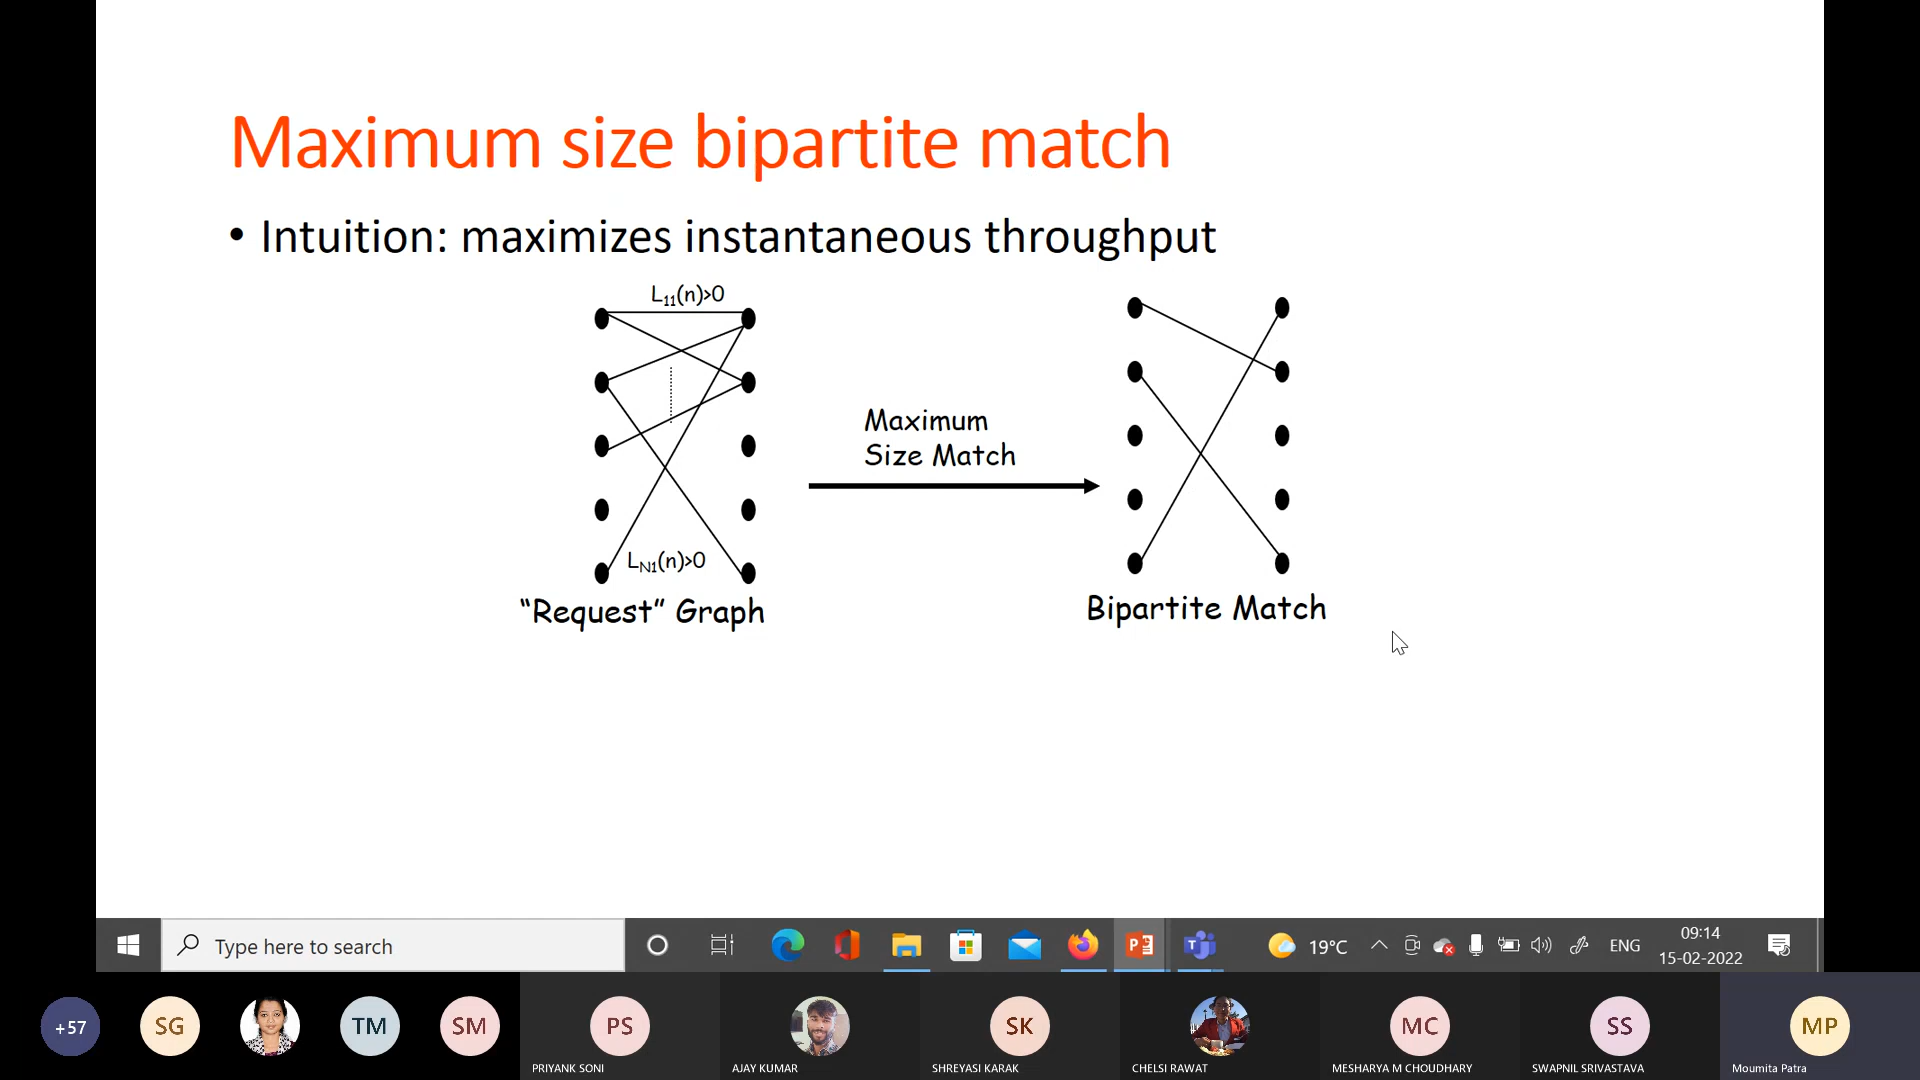 Maximum size bipartite match
• Intuition: maximizes instantaneous throughput
L11(n)>0
Maximum
Size Match
LN1(n)>0
“Request” Graph
Bipartite Match
Type here to search
19°C
ENG
09:14
15-02-2022
+57
SG
TM
SM
PS
SK
MC
SS
MP
PRIYANK SONI
AJAY KUMAR
SHREYASI KARAK
CHELSI RAWAT
MESHARYA M CHOUDHARY
SWAPNIL SRIVASTAVA
Moumita Patra